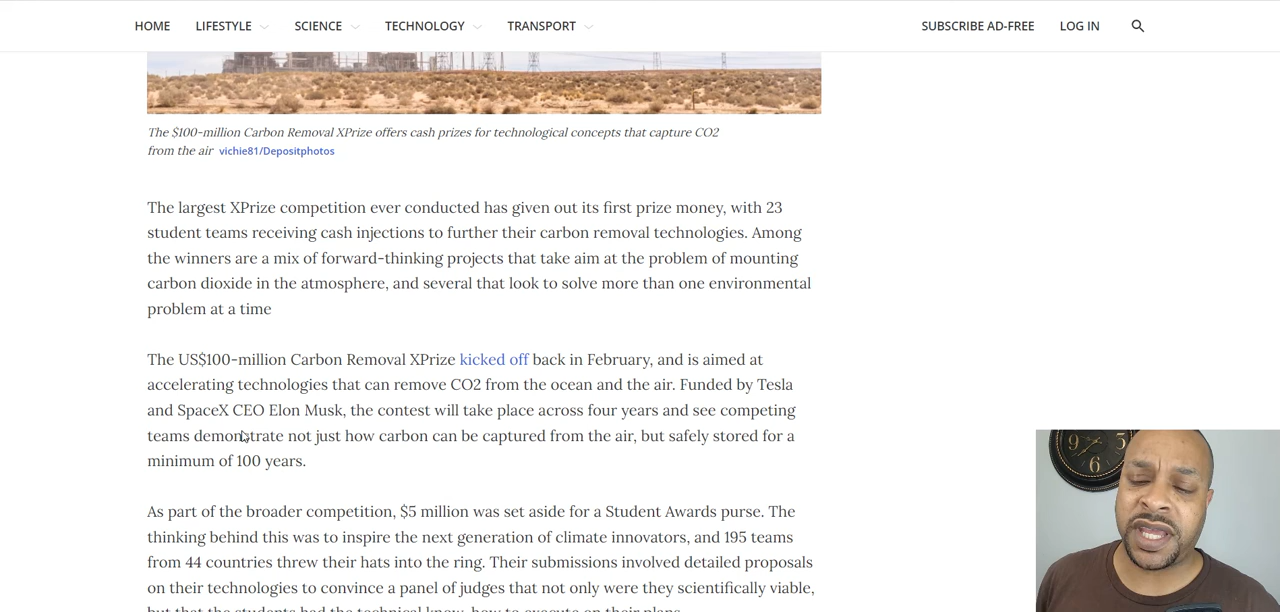 HOME LIFESTYLE SCIENCE TECHNOLOGY TRANSPORT SUBSCRIBE AD-FREE LOG IN
The $100-million Carbon Removal XPrize offers cash prizes for technological concepts that capture CO2
from the air vichie81/Depositphotos
The largest XPrize competition ever conducted has given out its first prize money, with 23
student teams receiving cash injections to further their carbon removal technologies. Among
the winners are a mix of forward-thinking projects that take aim at the problem of mounting
carbon dioxide in the atmosphere, and several that look to solve more than one environmental
problem at a time
The US$100-million Carbon Removal XPrize kicked off back in February, and is aimed at
accelerating technologies that can remove CO2 from the ocean and the air. Funded by Tesla
and SpaceX CEO Elon Musk, the contest will take place across four years and see competing
teams demonstrate not just how carbon can be captured from the air, but safely stored for a
minimum of 100 years.
As part of the broader competition, $5 million was set aside for a Student Awards purse. The
thinking behind this was to inspire the next generation of climate innovators, and 195 teams
from 44 countries threw their hats into the ring. Their submissions involved detailed proposals
on their technologies to convince a panel of judges that not only were they scientifically viable,
but that the students had the technical know-how to execute on their plans.
9 5 6